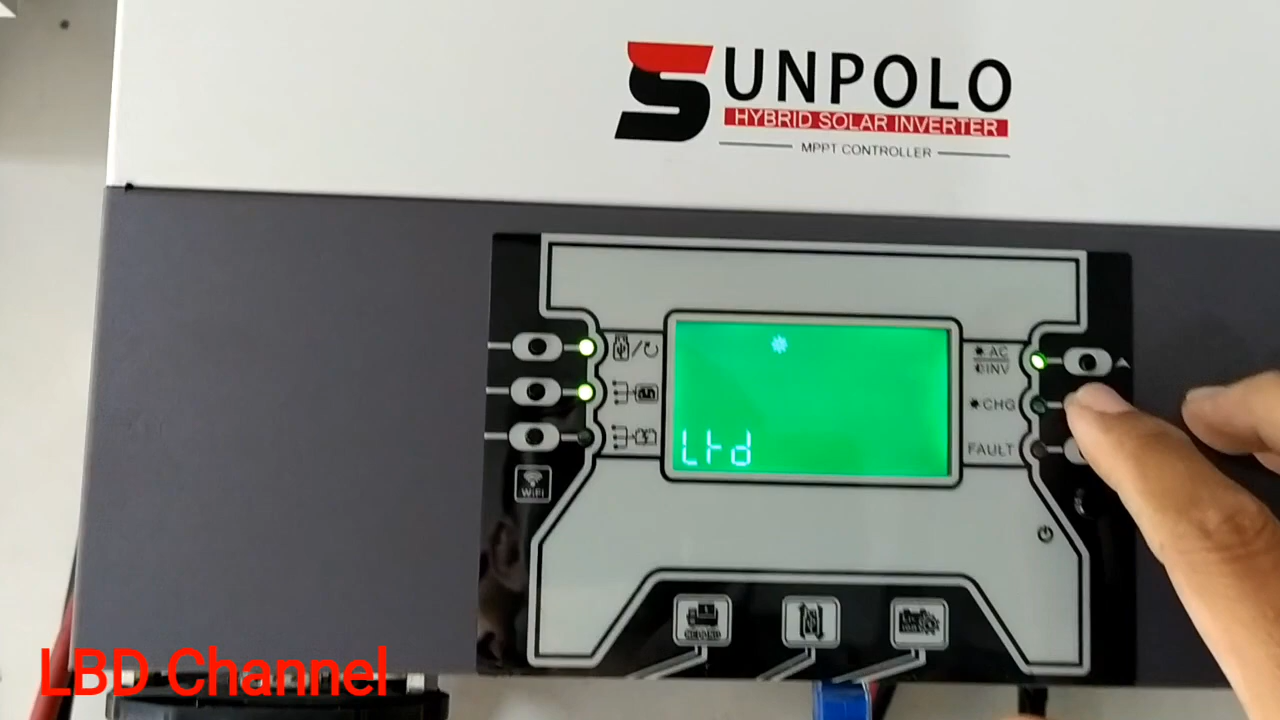 SUNPOLO
HYBRID SOLAR INVERTER
MPPT CONTROLLER
AC
INV
CHG
FAULT
Ltd
WiFi
LBD Channel